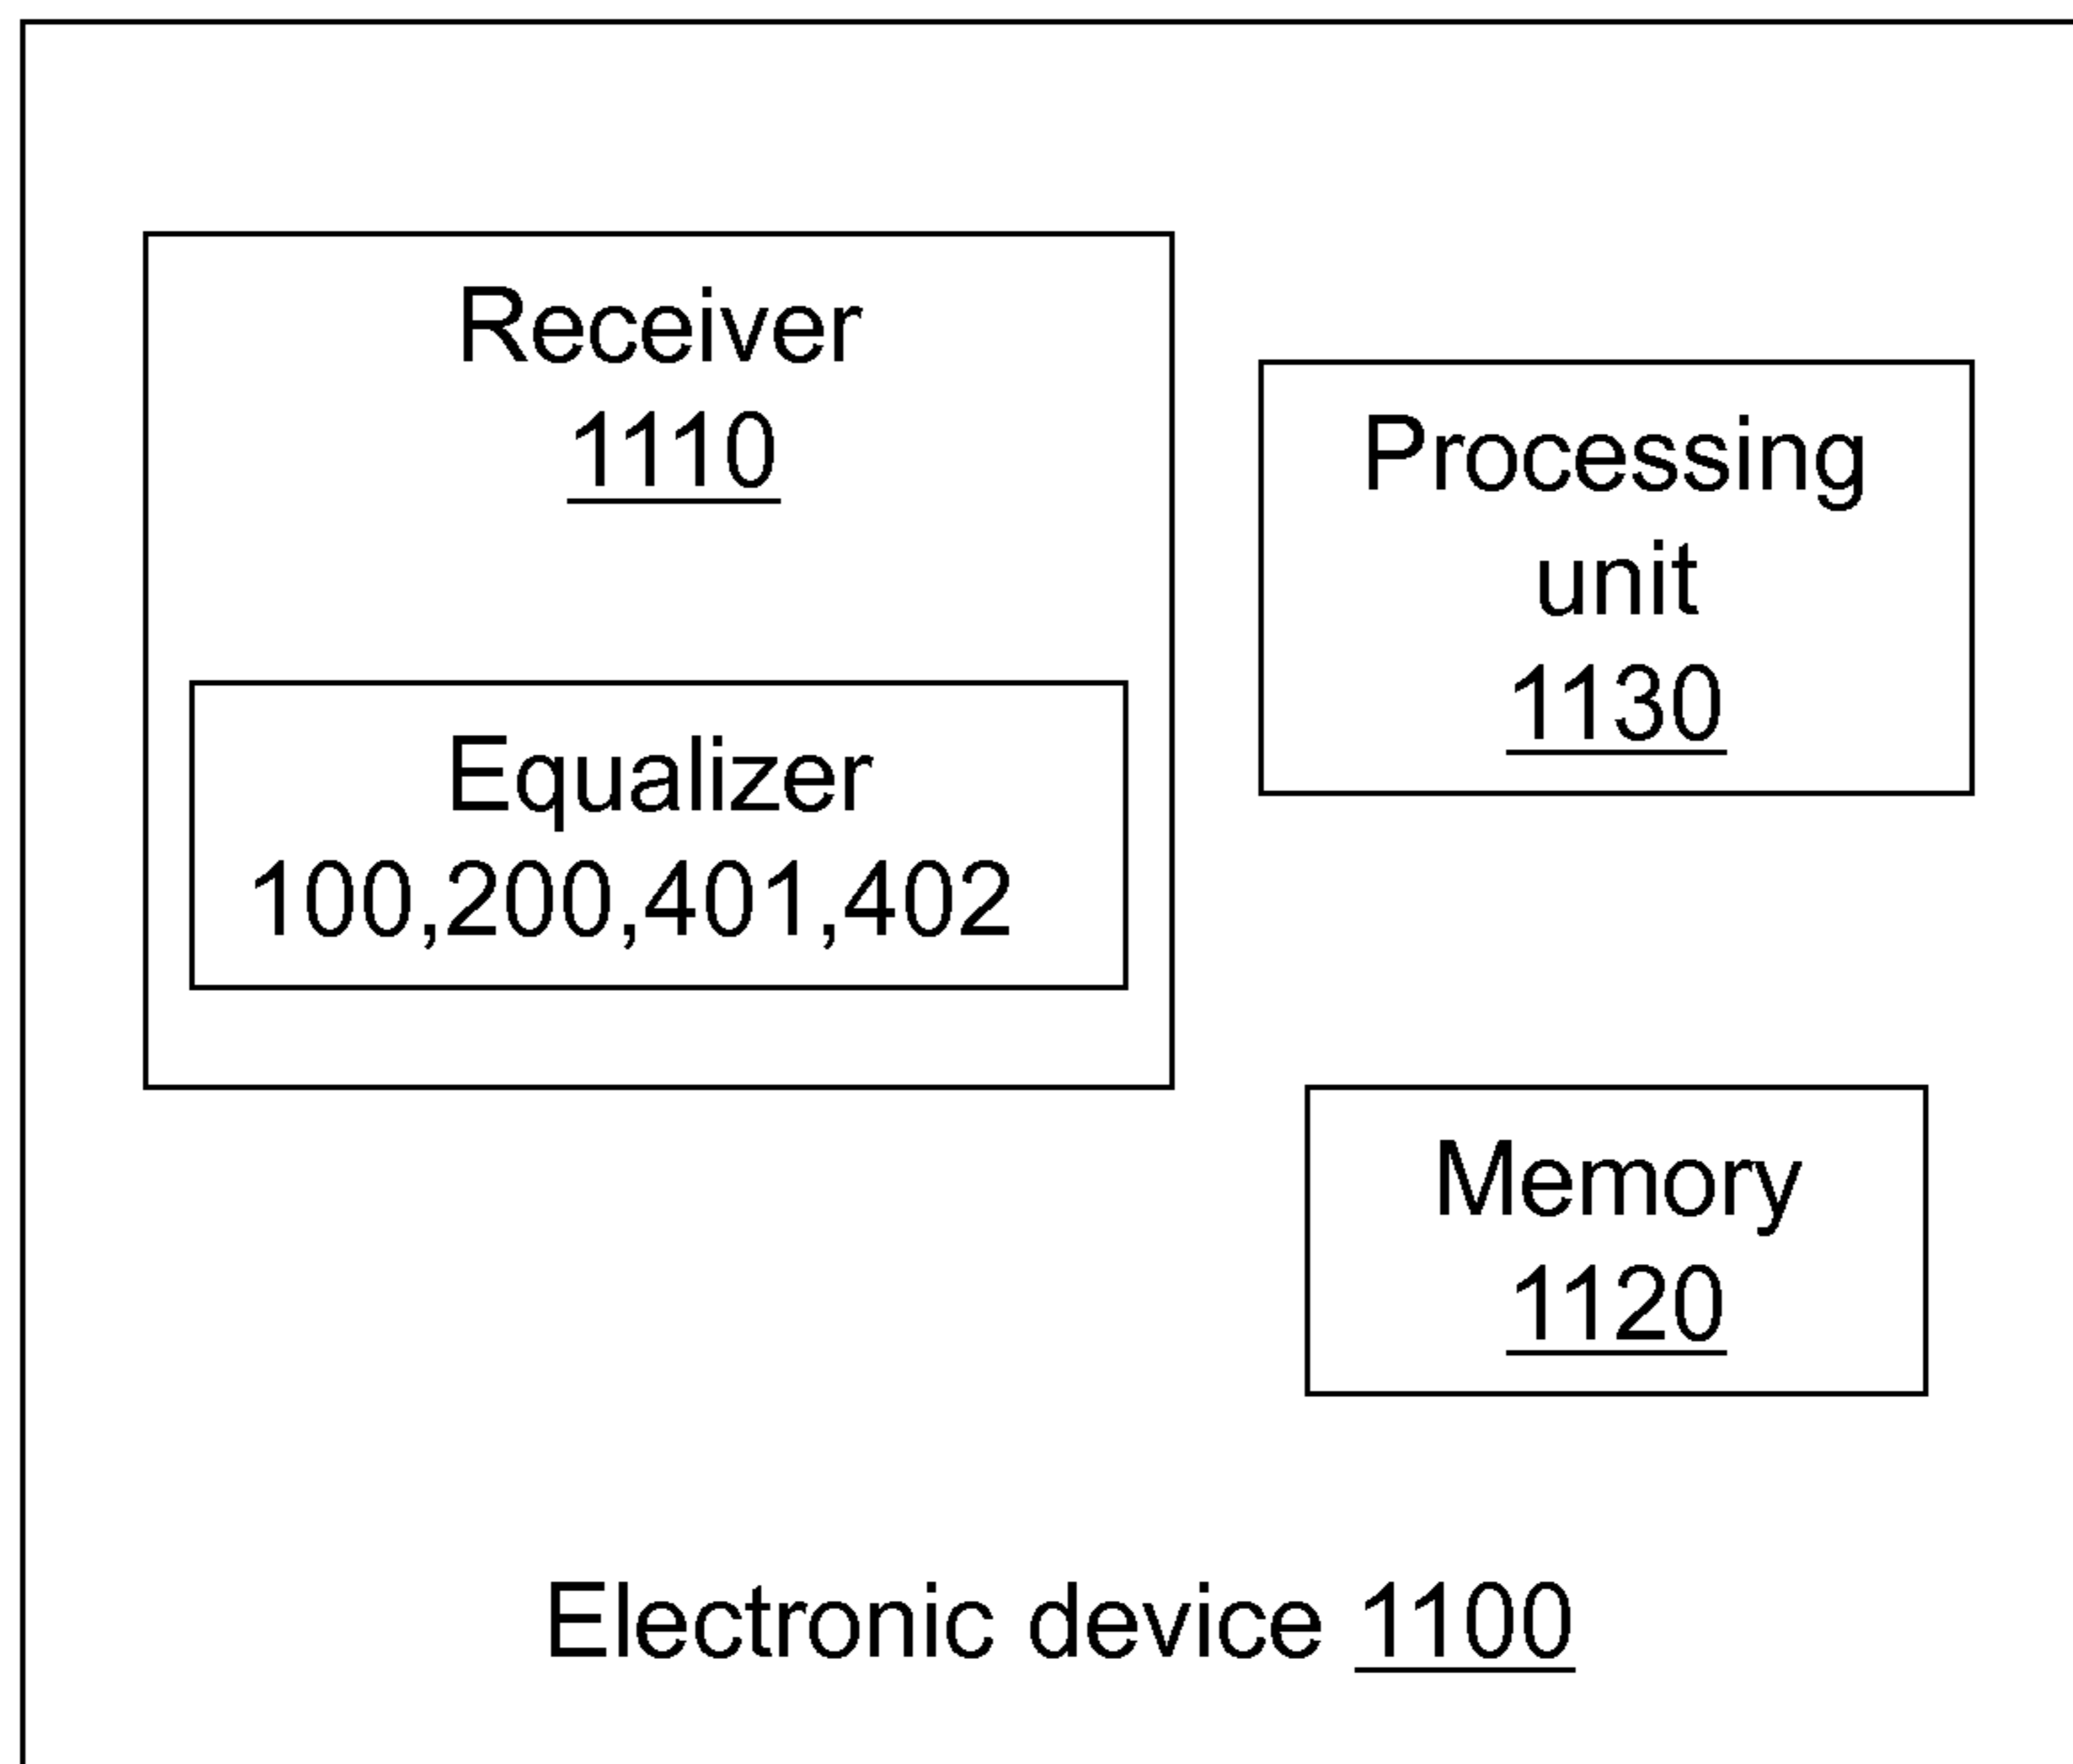 Receiver
1110
Equalizer
100,200,401,402
Processing
unit
1130
Memory
1120
Electronic device 1100